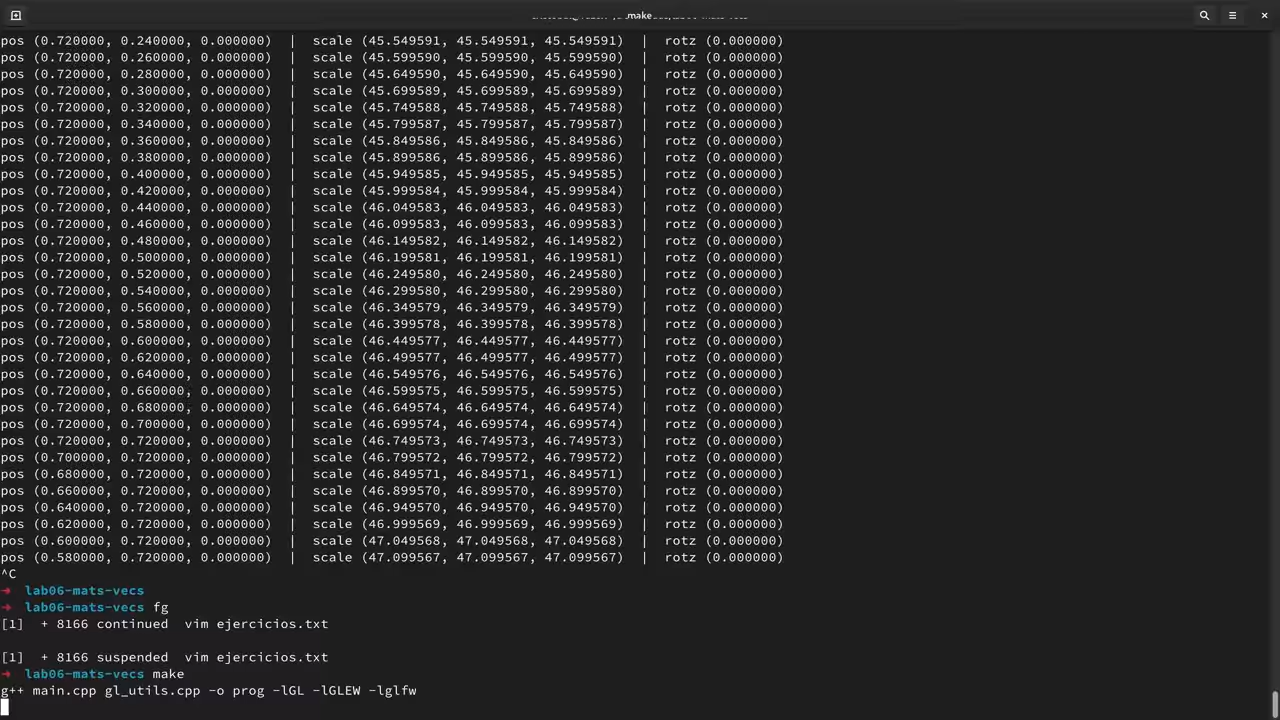 make
pos (0.720000, 0.240000, 0.000000)  |  scale (45.549591, 45.549591, 45.549591)  |  rotz (0.000000)
pos (0.720000, 0.260000, 0.000000)  |  scale (45.599590, 45.599590, 45.599590)  |  rotz (0.000000)
pos (0.720000, 0.280000, 0.000000)  |  scale (45.649590, 45.649590, 45.649590)  |  rotz (0.000000)
pos (0.720000, 0.300000, 0.000000)  |  scale (45.699589, 45.699589, 45.699589)  |  rotz (0.000000)
pos (0.720000, 0.320000, 0.000000)  |  scale (45.749588, 45.749588, 45.749588)  |  rotz (0.000000)
pos (0.720000, 0.340000, 0.000000)  |  scale (45.799587, 45.799587, 45.799587)  |  rotz (0.000000)
pos (0.720000, 0.360000, 0.000000)  |  scale (45.849586, 45.849586, 45.849586)  |  rotz (0.000000)
pos (0.720000, 0.380000, 0.000000)  |  scale (45.899586, 45.899586, 45.899586)  |  rotz (0.000000)
pos (0.720000, 0.400000, 0.000000)  |  scale (45.949585, 45.949585, 45.949585)  |  rotz (0.000000)
pos (0.720000, 0.420000, 0.000000)  |  scale (45.999584, 45.999584, 45.999584)  |  rotz (0.000000)
pos (0.720000, 0.440000, 0.000000)  |  scale (46.049583, 46.049583, 46.049583)  |  rotz (0.000000)
pos (0.720000, 0.460000, 0.000000)  |  scale (46.099583, 46.099583, 46.099583)  |  rotz (0.000000)
pos (0.720000, 0.480000, 0.000000)  |  scale (46.149582, 46.149582, 46.149582)  |  rotz (0.000000)
pos (0.720000, 0.500000, 0.000000)  |  scale (46.199581, 46.199581, 46.199581)  |  rotz (0.000000)
pos (0.720000, 0.520000, 0.000000)  |  scale (46.249580, 46.249580, 46.249580)  |  rotz (0.000000)
pos (0.720000, 0.540000, 0.000000)  |  scale (46.299580, 46.299580, 46.299580)  |  rotz (0.000000)
pos (0.720000, 0.560000, 0.000000)  |  scale (46.349579, 46.349579, 46.349579)  |  rotz (0.000000)
pos (0.720000, 0.580000, 0.000000)  |  scale (46.399578, 46.399578, 46.399578)  |  rotz (0.000000)
pos (0.720000, 0.600000, 0.000000)  |  scale (46.449577, 46.449577, 46.449577)  |  rotz (0.000000)
pos (0.720000, 0.620000, 0.000000)  |  scale (46.499577, 46.499577, 46.499577)  |  rotz (0.000000)
pos (0.720000, 0.640000, 0.000000)  |  scale (46.549576, 46.549576, 46.549576)  |  rotz (0.000000)
pos (0.720000, 0.660000, 0.000000)  |  scale (46.599575, 46.599575, 46.599575)  |  rotz (0.000000)
pos (0.720000, 0.680000, 0.000000)  |  scale (46.649574, 46.649574, 46.649574)  |  rotz (0.000000)
pos (0.720000, 0.700000, 0.000000)  |  scale (46.699574, 46.699574, 46.699574)  |  rotz (0.000000)
pos (0.720000, 0.720000, 0.000000)  |  scale (46.749573, 46.749573, 46.749573)  |  rotz (0.000000)
pos (0.700000, 0.720000, 0.000000)  |  scale (46.799572, 46.799572, 46.799572)  |  rotz (0.000000)
pos (0.680000, 0.720000, 0.000000)  |  scale (46.849571, 46.849571, 46.849571)  |  rotz (0.000000)
pos (0.660000, 0.720000, 0.000000)  |  scale (46.899570, 46.899570, 46.899570)  |  rotz (0.000000)
pos (0.640000, 0.720000, 0.000000)  |  scale (46.949570, 46.949570, 46.949570)  |  rotz (0.000000)
pos (0.620000, 0.720000, 0.000000)  |  scale (46.999569, 46.999569, 46.999569)  |  rotz (0.000000)
pos (0.600000, 0.720000, 0.000000)  |  scale (47.049568, 47.049568, 47.049568)  |  rotz (0.000000)
pos (0.580000, 0.720000, 0.000000)  |  scale (47.099567, 47.099567, 47.099567)  |  rotz (0.000000)
^C
➜  lab06-mats-vecs
➜  lab06-mats-vecs fg
[1]  + 8166 continued  vim ejercicios.txt
[1]  + 8166 suspended  vim ejercicios.txt
➜  lab06-mats-vecs make
g++ main.cpp gl_utils.cpp -o prog -lGL -lGLEW -lglfw